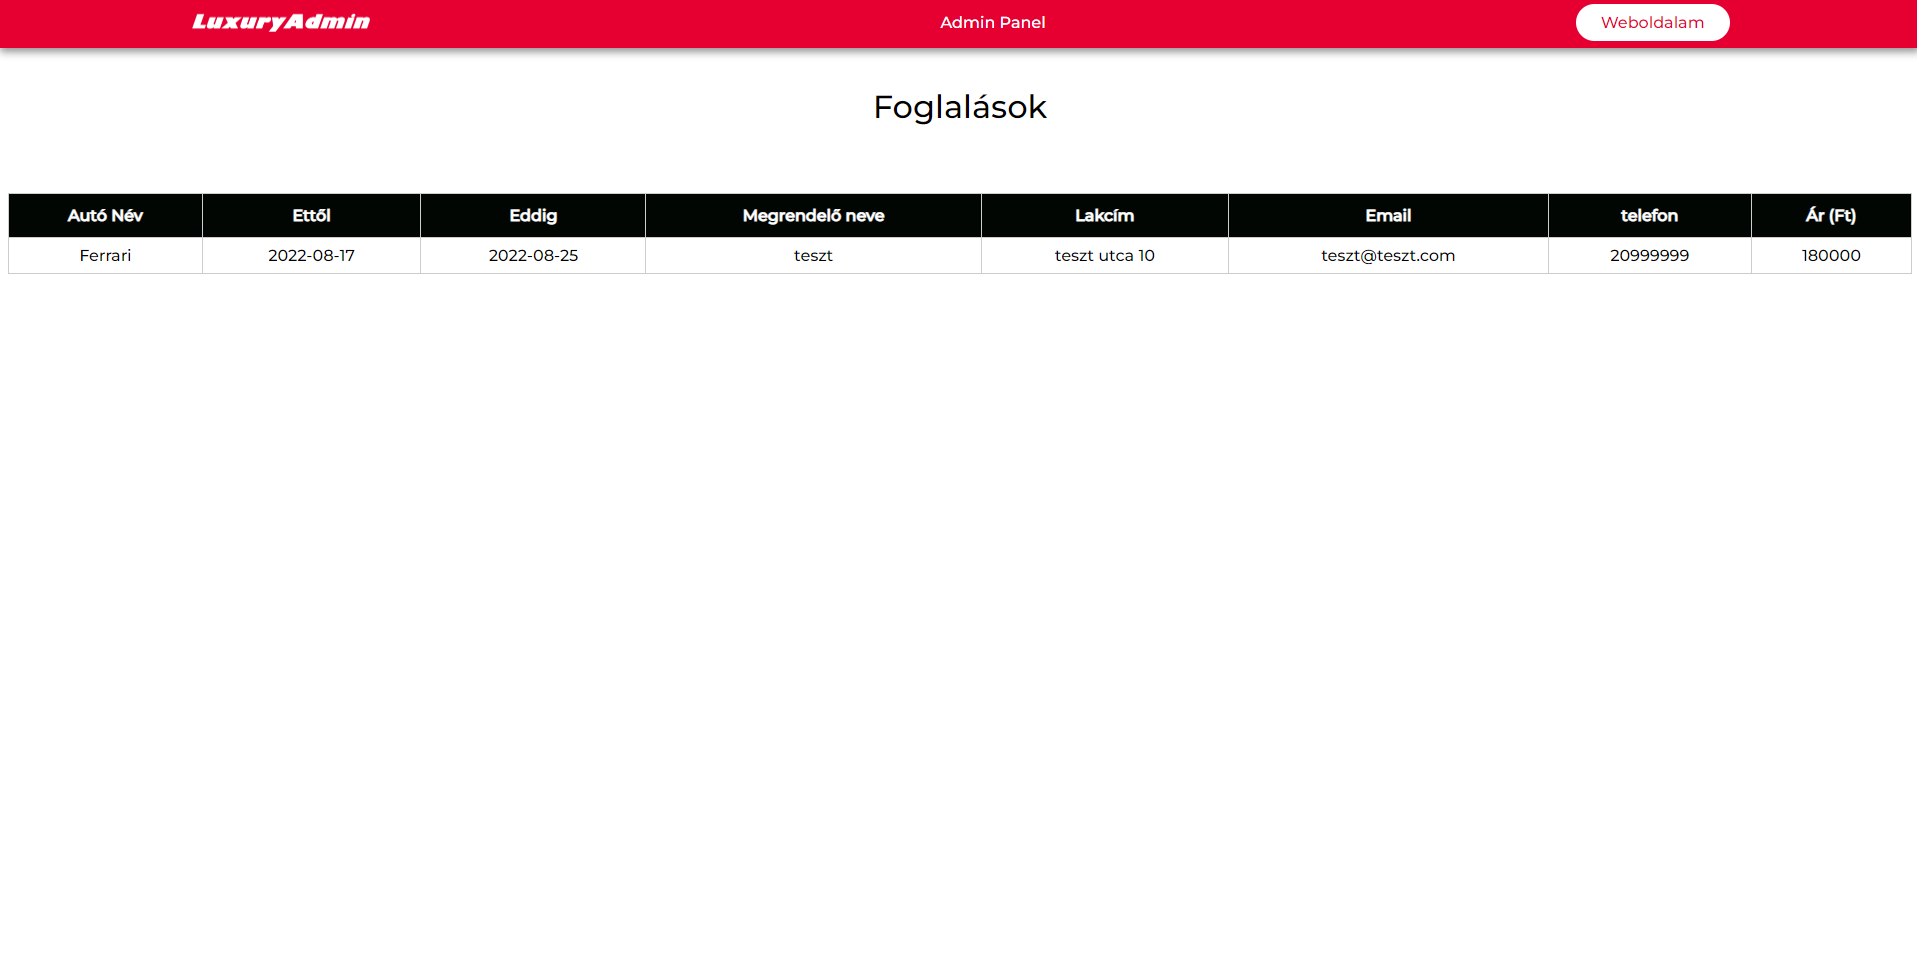 LuxuryAdmin Admin Panel Weboldalam
Foglalások
Autó Név Ettől Eddig Megrendelő neve Lakcím Email telefon Ár (Ft)
Ferrari 2022-08-17 2022-08-25 teszt teszt utca 10 teszt@teszt.com 20999999 180000